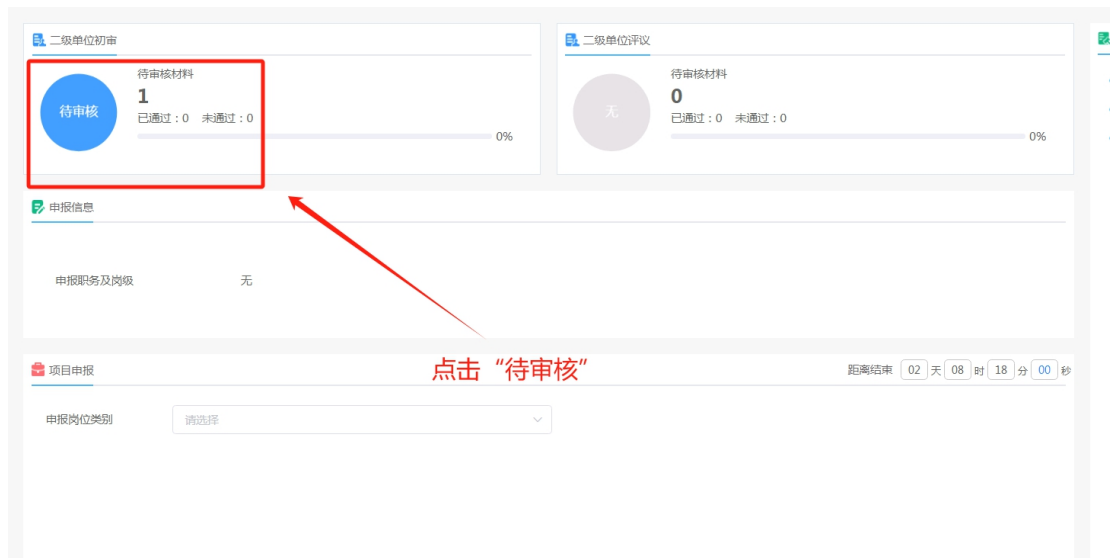 二级单位初审
待审核
待审核材料
1
已通过：0 未通过：0
0%
二级单位评议
无
待审核材料
0
已通过：0 未通过：0
0%
申报信息
申报职务及岗级 无
点击“待审核”
项目申报
距离结束 02 天 08 时 18 分 00 秒
申报岗位类别 请选择